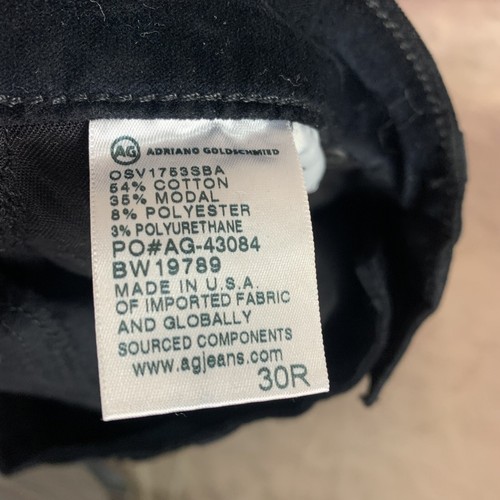 AG ADRIANO GOLDSCHMIED
OSV1753SBA
54% COTTON
35% MODAL
8% POLYESTER
3% POLYURETHANE
PO#AG-43084
BW19789
MADE IN U.S.A.
OF IMPORTED FABRIC
AND GLOBALLY
SOURCED COMPONENTS
www.agjeans.com
30R